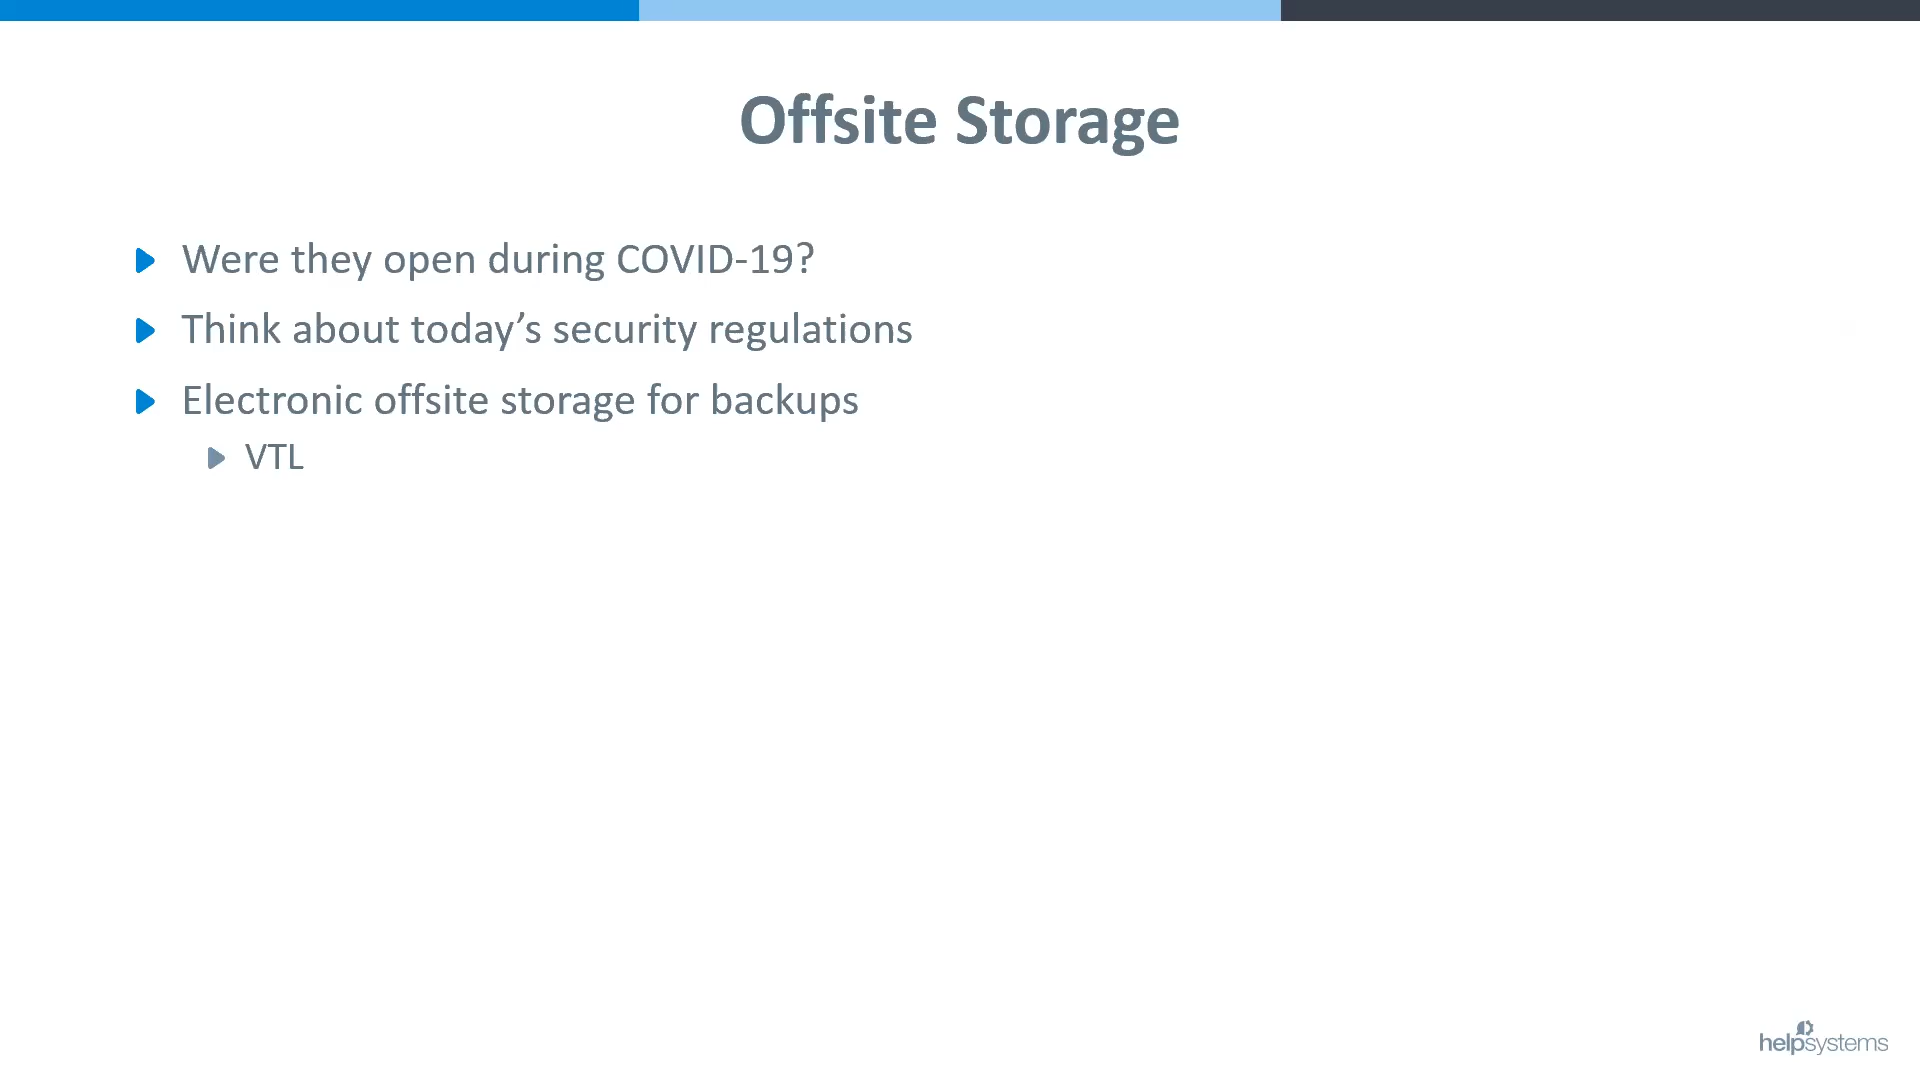 Offsite Storage
Were they open during COVID-19?
Think about today’s security regulations
Electronic offsite storage for backups
VTL
helpsystems